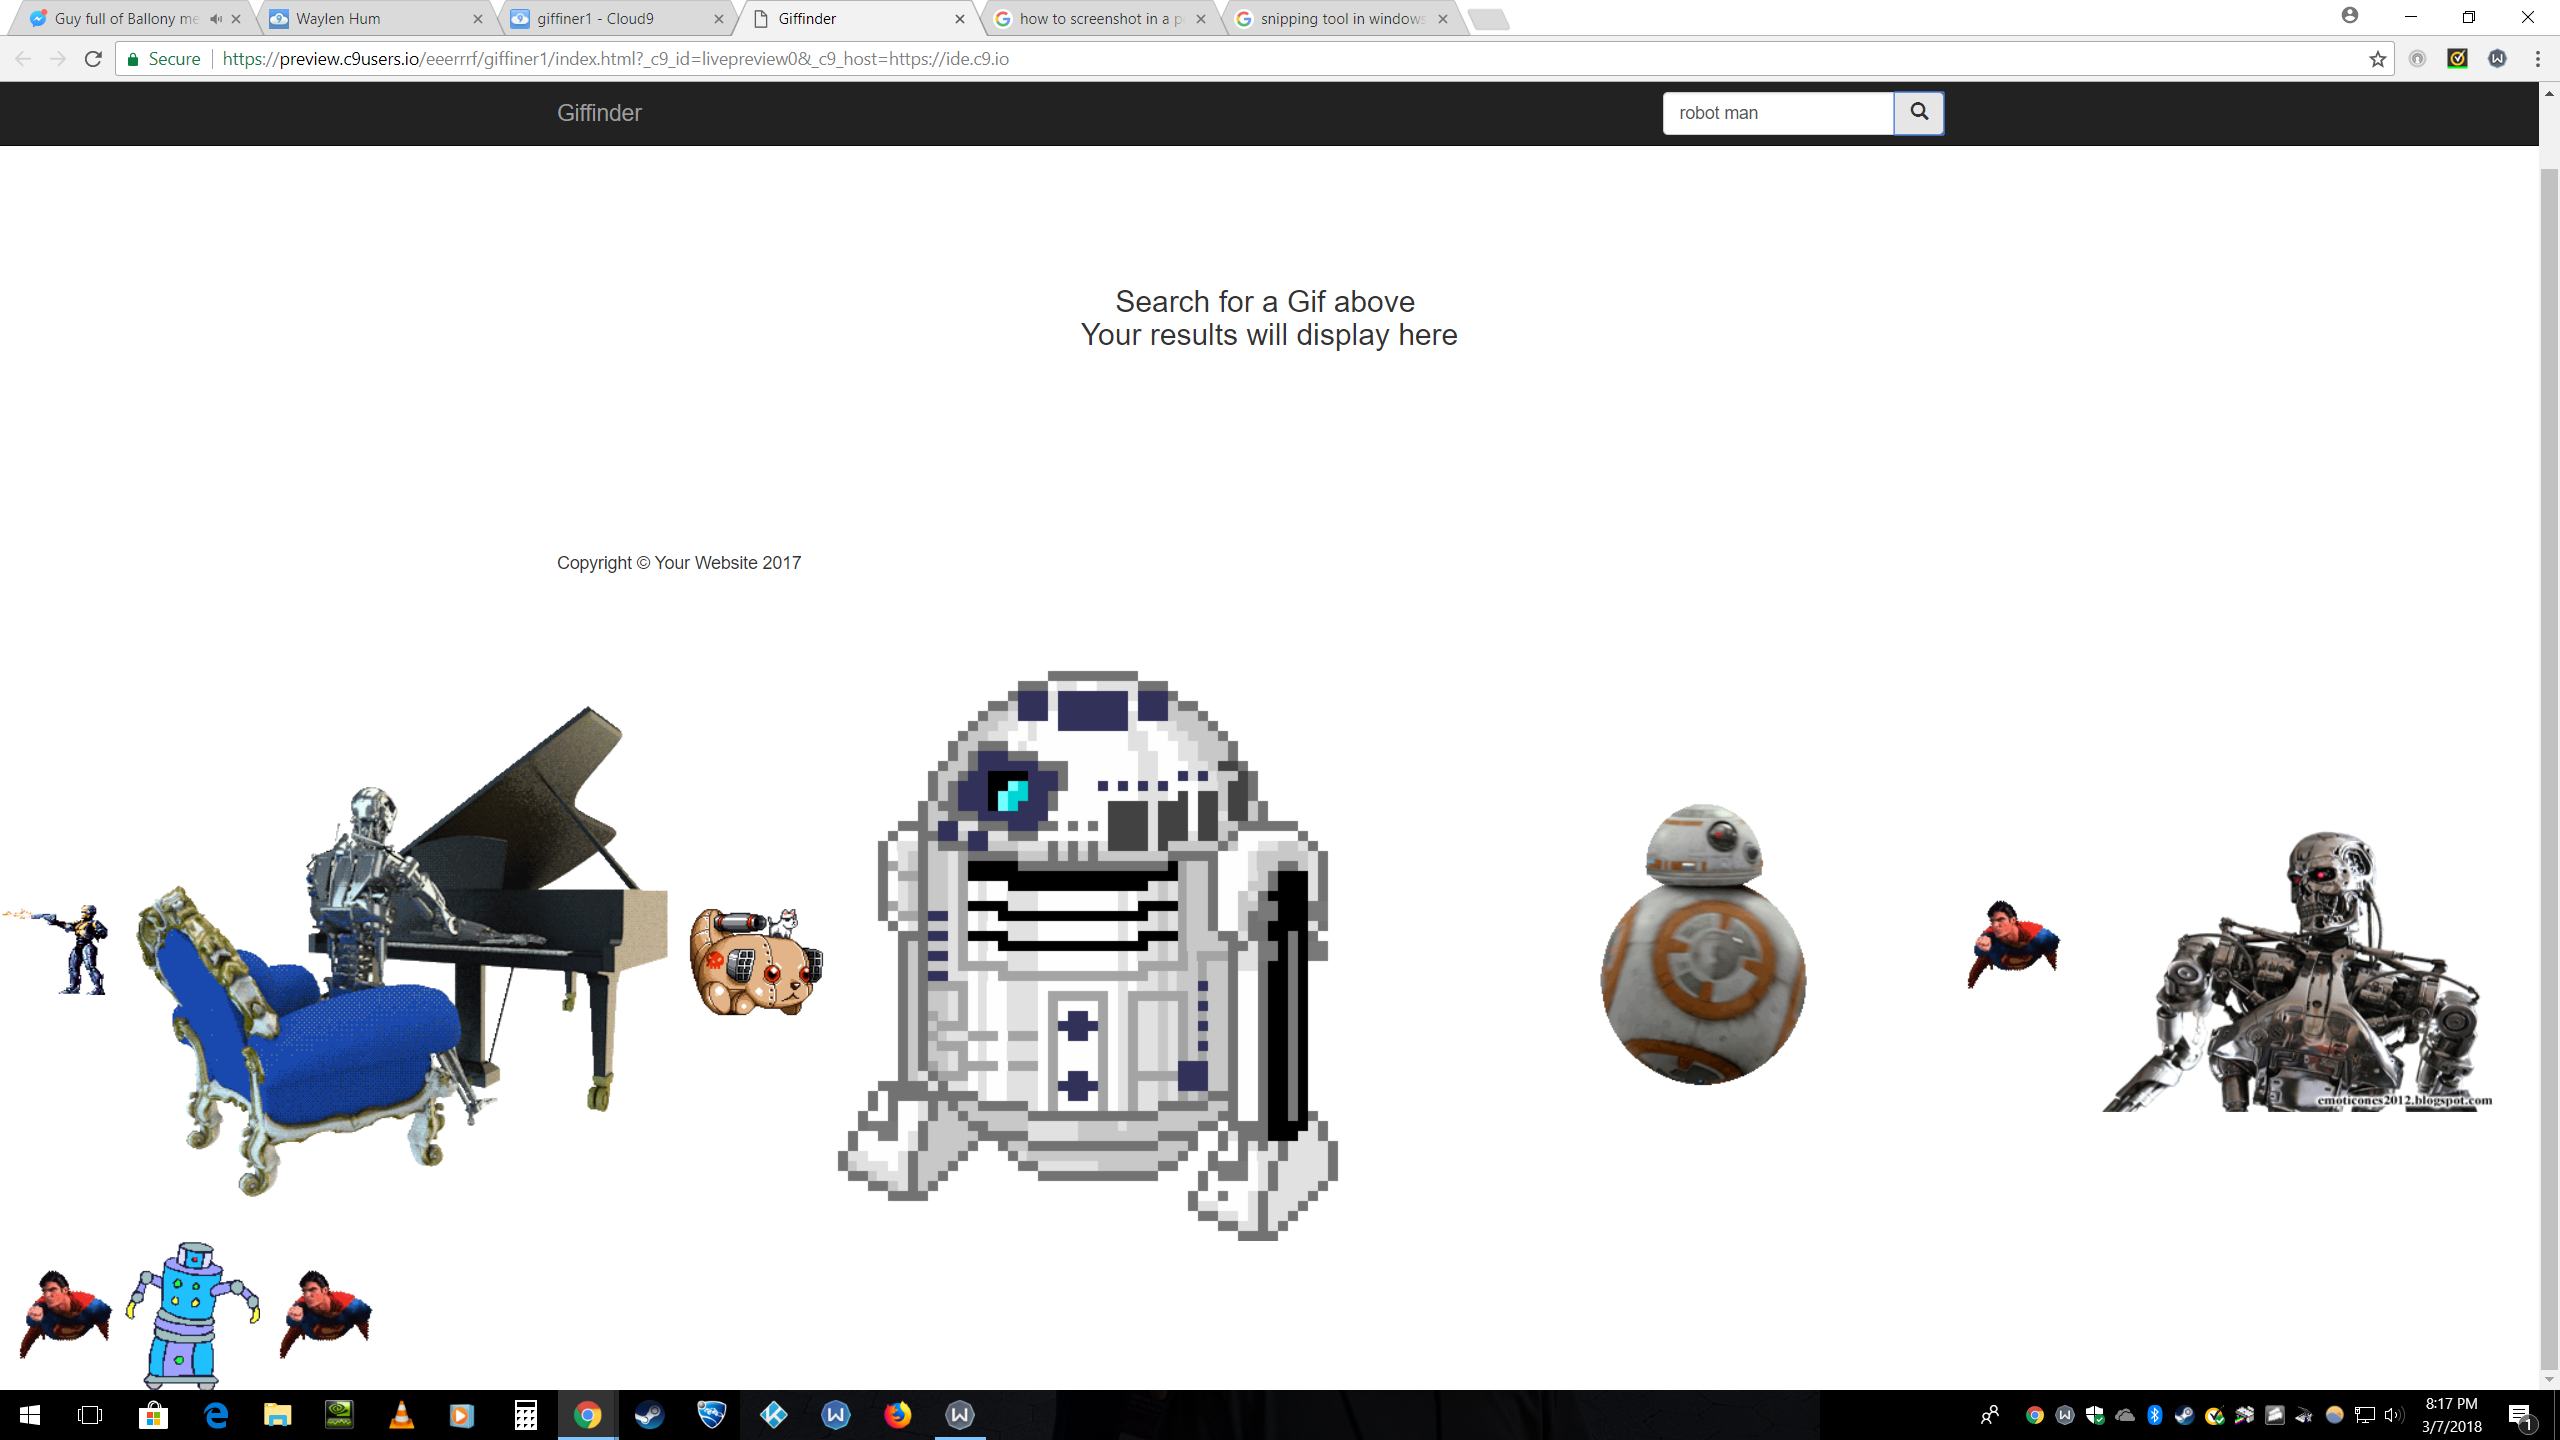 Guy full of Ballony me
Waylen Hum
giffiner1 - Cloud9
Giffinder
how to screenshot in a p
snipping tool in windows
Secure
https://preview.c9users.io/eeerrrf/giffiner1/index.html?_c9_id=livepreview0&_c9_host=https://ide.c9.io
Giffinder
robot man
Search for a Gif above
Your results will display here
Copyright © Your Website 2017
emoticones2012.blogspot.com
8:17 PM
3/7/2018
1